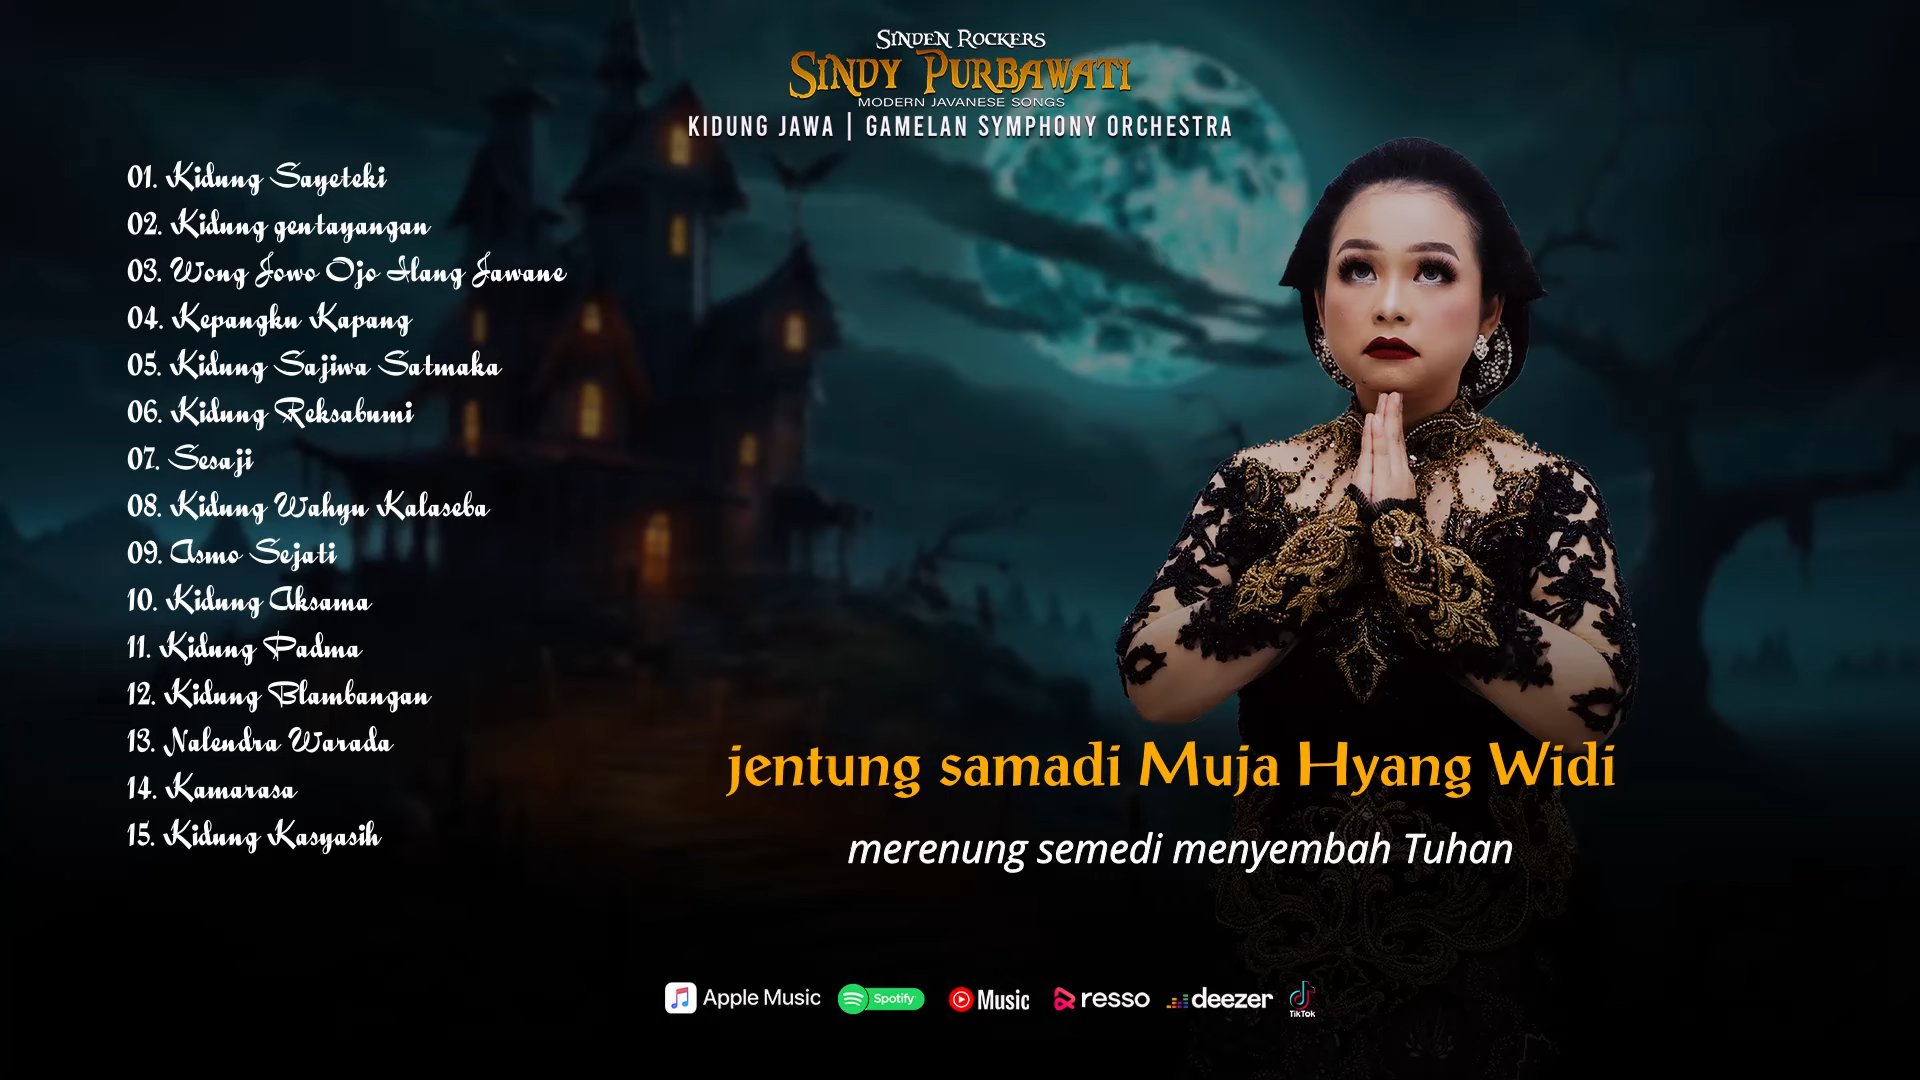 SINDEN ROCKERS
SINDY PURBAWATI
MODERN JAVANESE SONGS
KIDUNG JAWA | GAMELAN SYMPHONY ORCHESTRA
01. Kidung Sayeteki
02. Kidung gentayangan
03. Wong Jowo Ojo Ilang Jawane
04. Kepangku Kapang
05. Kidung Sajiwa Satmaka
06. Kidung Reksabumi
07. Sesaji
08. Kidung Wahyu Kalaseba
09. Asmo Sejati
10. Kidung Aksama
11. Kidung Padma
12. Kidung Blambangan
13. Nalendra Warada
14. Kamarasa
15. Kidung Kasyasih
jentung samadi Muja Hyang Widi
merenung semedi menyembah Tuhan
Apple Music Spotify Music resso deezer TikTok